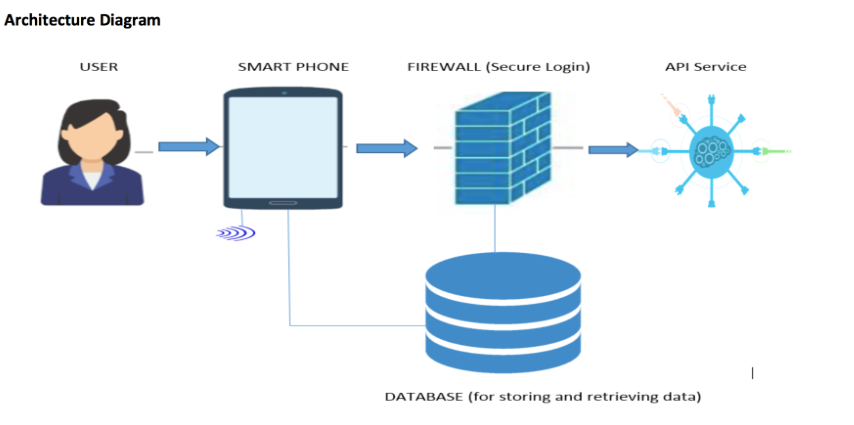 Architecture Diagram
USER
SMART PHONE
FIREWALL (Secure Login)
API Service
DATABASE (for storing and retrieving data)